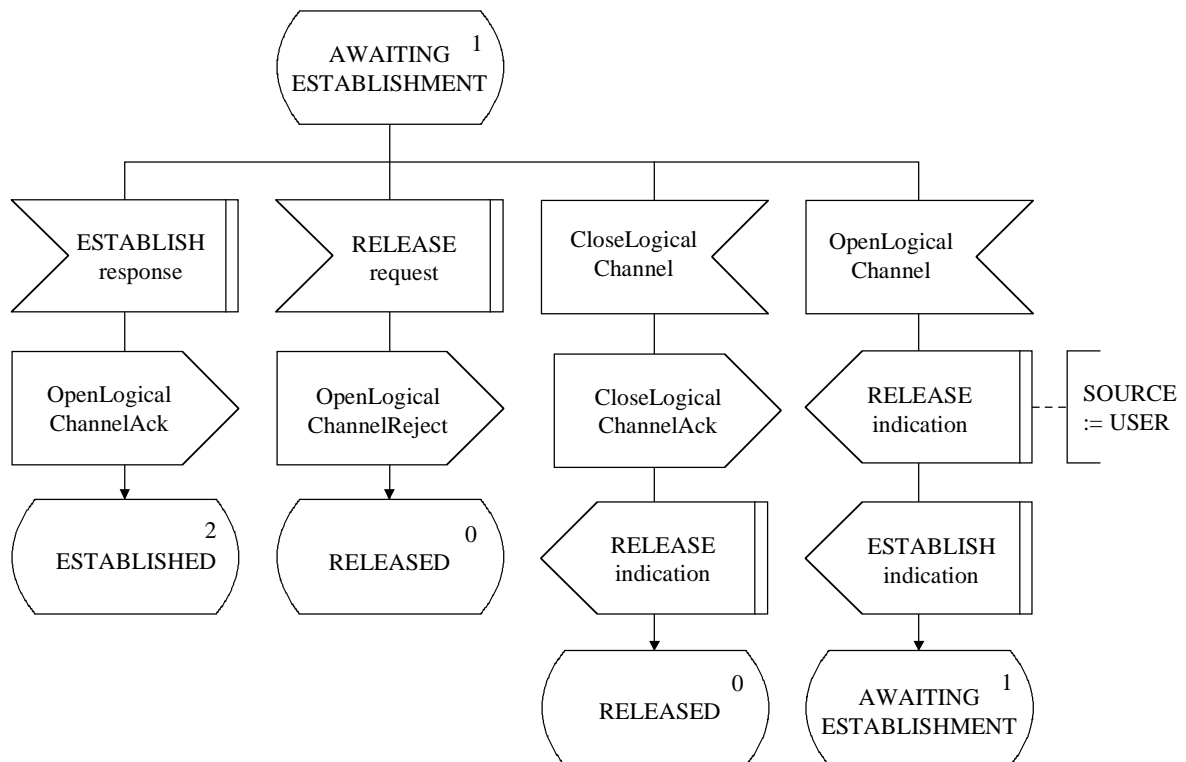 1
AWAITING
ESTABLISHMENT
ESTABLISH
response
RELEASE
request
CloseLogical
Channel
OpenLogical
Channel
OpenLogical
ChannelAck
OpenLogical
ChannelReject
CloseLogical
ChannelAck
RELEASE
indication
SOURCE
:= USER
2
ESTABLISHED
0
RELEASED
RELEASE
indication
ESTABLISH
indication
0
RELEASED
1
AWAITING
ESTABLISHMENT